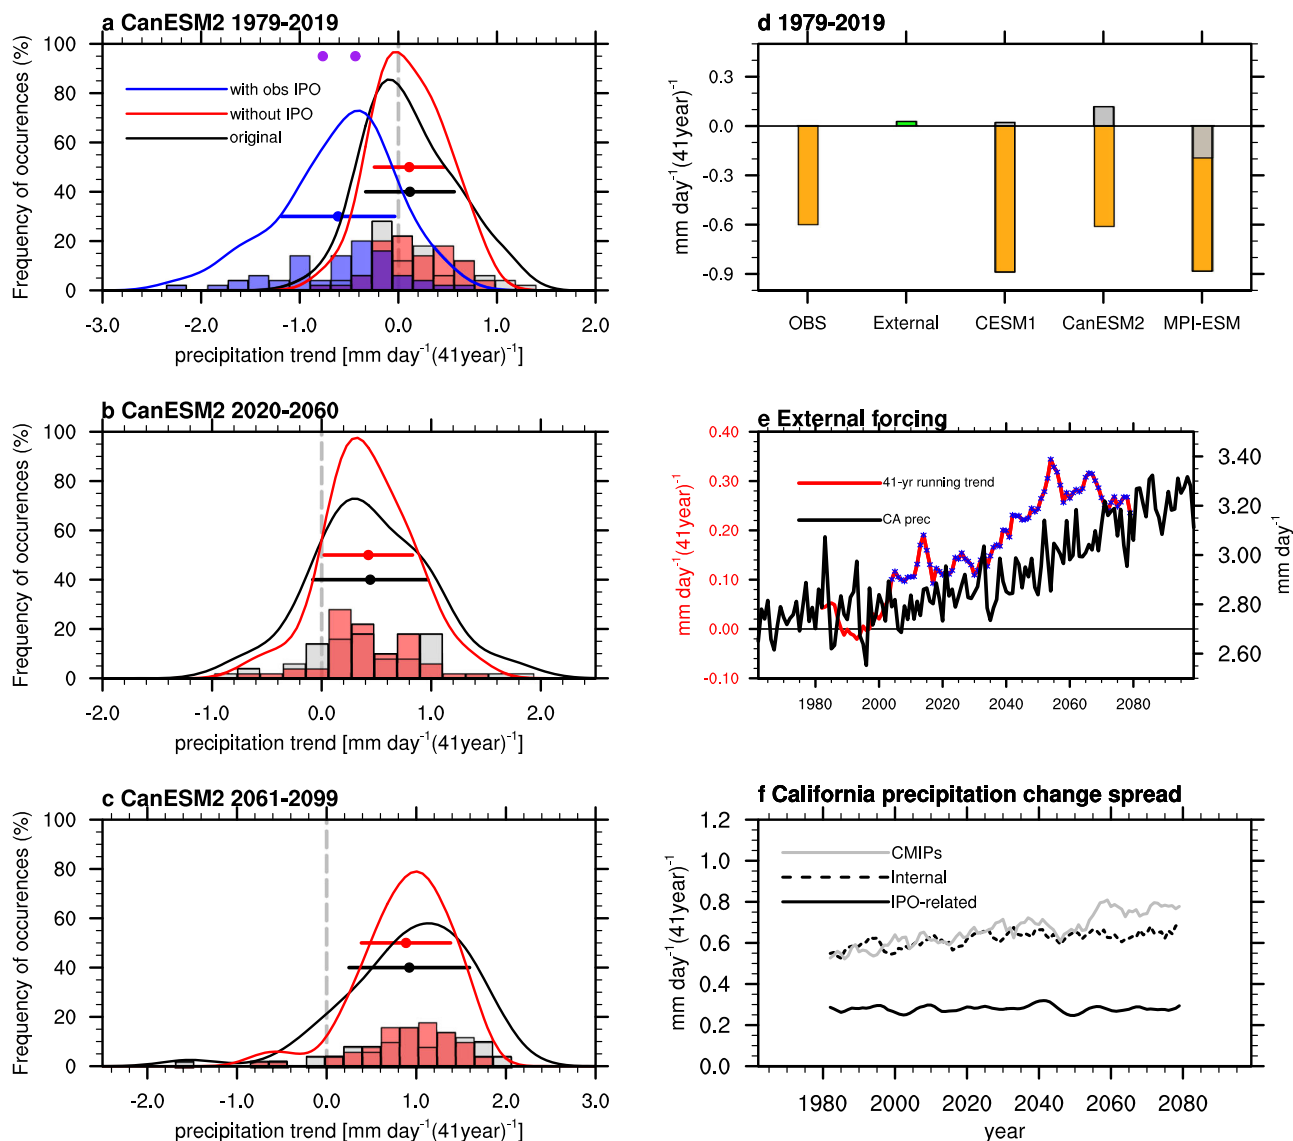 a CanESM2 1979-2019
Frequency of occurences (%)
100
80
60
40
20
0
with obs IPO
without IPO
original
-3.0 -2.0 -1.0 0.0 1.0 2.0
precipitation trend [mm day-1(41year)-1]
b CanESM2 2020-2060
Frequency of occurences (%)
100
80
60
40
20
0
-2.0 -1.0 0.0 1.0 2.0
precipitation trend [mm day-1(41year)-1]
c CanESM2 2061-2099
Frequency of occurences (%)
100
80
60
40
20
0
-2.0 -1.0 0.0 1.0 2.0 3.0
precipitation trend [mm day-1(41year)-1]
d 1979-2019
mm day-1(41year)-1
0.3
0.0
-0.3
-0.6
-0.9
OBS External CESM1 CanESM2 MPI-ESM
e External forcing
mm day-1(41year)-1
0.40
0.30
0.20
0.10
0.00
-0.10
41-yr running trend
CA prec
3.40
3.20
3.00
2.80
2.60
mm day-1
1980 2000 2020 2040 2060 2080
f California precipitation change spread
mm day-1(41year)-1
1.2
1.0
0.8
0.6
0.4
0.2
0.0
CMIPs
Internal
IPO-related
1980 2000 2020 2040 2060 2080
year